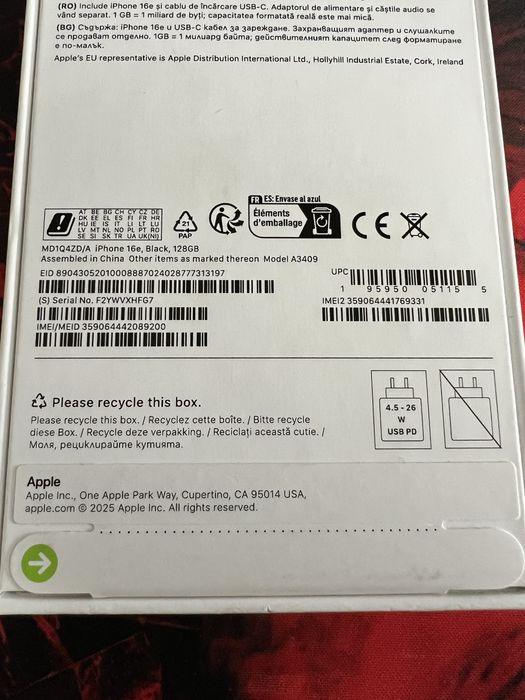 (RO) Include iPhone 16e și cablu de încărcare USB-C. Adaptorul de alimentare și căștile audio se
vând separat. 1 GB = 1 miliard de byți; capacitatea formatată reală este mai mică.
(BG) Съдържа: iPhone 16e и USB-C кабел за зареждане. Захранващият адаптер и слушалките
се продават отделно. 1GB = 1 милиард байта; действителният капацитет след форматиране
е по-малък.
Apple's EU representative is Apple Distribution International Ltd., Hollyhill Industrial Estate, Cork, Ireland
AT BE BG CH CY CZ DE
DK EE EL ES FI FR HR
HU IE IS IT LI LT LU
LV MT NL NO PL PT RO
SE SI SK TR UA UK(NI)
21
PAP
FR ES: Envase al azul
Éléments
d'emballage
CE
MD1Q4ZD/A iPhone 16e, Black, 128GB
Assembled in China Other items as marked thereon Model A3409
EID 89043052010008887024028777313197
UPC
1 95950 05115 5
(S) Serial No. F2YWVXHFG7
IMEI2 359064441769331
IMEI/MEID 359064442089200
Please recycle this box.
Please recycle this box. / Recyclez cette boîte. / Bitte recycle
diese Box. / Recycle deze verpakking. / Reciclați această cutie. /
Моля, рециклирайте кутията.
4.5 - 26
W
USB PD
Apple
Apple Inc., One Apple Park Way, Cupertino, CA 95014 USA,
apple.com © 2025 Apple Inc. All rights reserved.